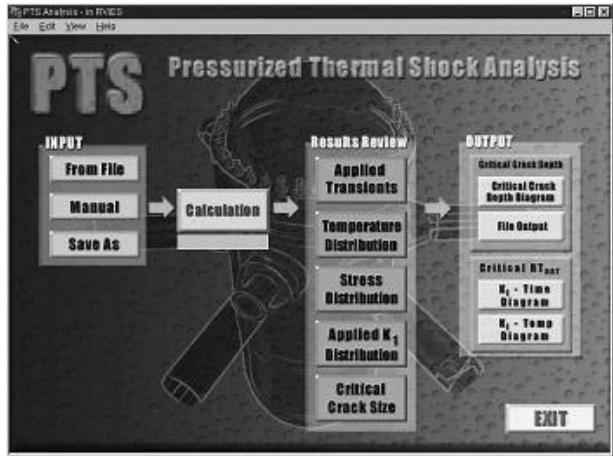 PTS Analysis - in RVIES
File Edit View Help
PTS Pressurized Thermal Shock Analysis
INPUT
From File
Manual
Save As
Calculation
Results Review
Applied
Transients
Temperature
Distribution
Stress
Distribution
Applied K1
Distribution
Critical
Crack Size
OUTPUT
Critical Crack Depth
Critical Crack
Depth Diagram
File Output
Critical RTNDT
KI - Time
Diagram
KI - Temp
Diagram
EXIT